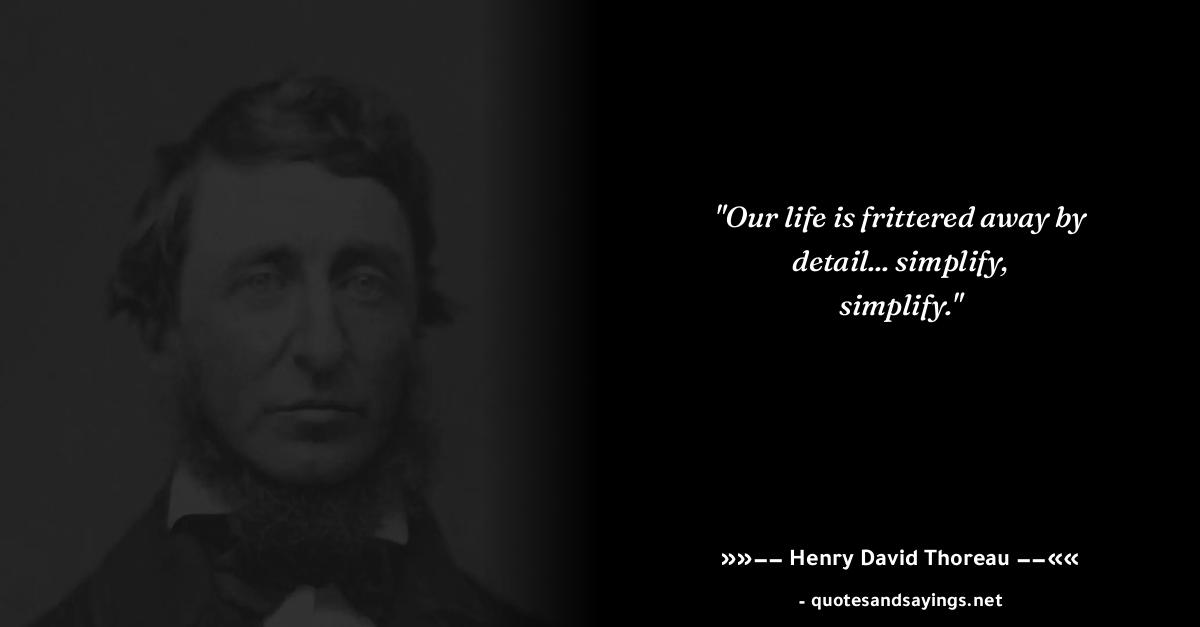 "Our life is frittered away by
detail... simplify,
simplify."
»»−− Henry David Thoreau −−««
- quotesandsayings.net